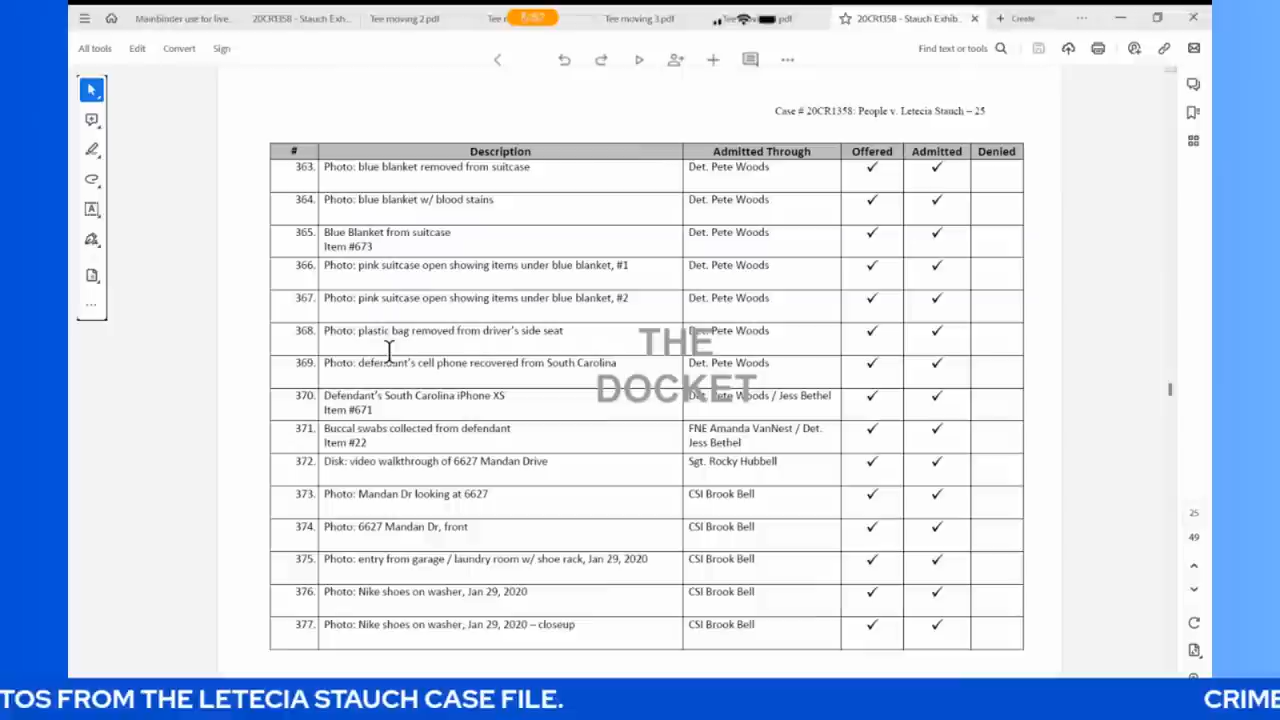 Mainbinder use for live.
20CR1358 - Stauch Exh...
Tee moving 2.pdf
Tee moving 3.pdf
pdf
20CR1358 - Stauch Exhib...
Create
All tools
Edit
Convert
Sign
Find text or tools
Case # 20CR1358: People v. Letecia Stauch – 25
# Description Admitted Through Offered Admitted Denied
363. Photo: blue blanket removed from suitcase Det. Pete Woods ✓ ✓
364. Photo: blue blanket w/ blood stains Det. Pete Woods ✓ ✓
365. Blue Blanket from suitcase Det. Pete Woods ✓ ✓
Item #673
366. Photo: pink suitcase open showing items under blue blanket, #1 Det. Pete Woods ✓ ✓
367. Photo: pink suitcase open showing items under blue blanket, #2 Det. Pete Woods ✓ ✓
368. Photo: plastic bag removed from driver's side seat Det. Pete Woods ✓ ✓
369. Photo: defendant's cell phone recovered from South Carolina Det. Pete Woods ✓ ✓
370. Defendant's South Carolina iPhone XS Det. Pete Woods / Jess Bethel ✓ ✓
Item #671
371. Buccal swabs collected from defendant FNE Amanda VanNest / Det. ✓ ✓
Item #22 Jess Bethel
372. Disk: video walkthrough of 6627 Mandan Drive Sgt. Rocky Hubbell ✓ ✓
373. Photo: Mandan Dr looking at 6627 CSI Brook Bell ✓ ✓
374. Photo: 6627 Mandan Dr, front CSI Brook Bell ✓ ✓
375. Photo: entry from garage / laundry room w/ shoe rack, Jan 29, 2020 CSI Brook Bell ✓ ✓
376. Photo: Nike shoes on washer, Jan 29, 2020 CSI Brook Bell ✓ ✓
377. Photo: Nike shoes on washer, Jan 29, 2020 – closeup CSI Brook Bell ✓ ✓
THE
DOCKET
25
49
TOS FROM THE LETECIA STAUCH CASE FILE.
CRIME